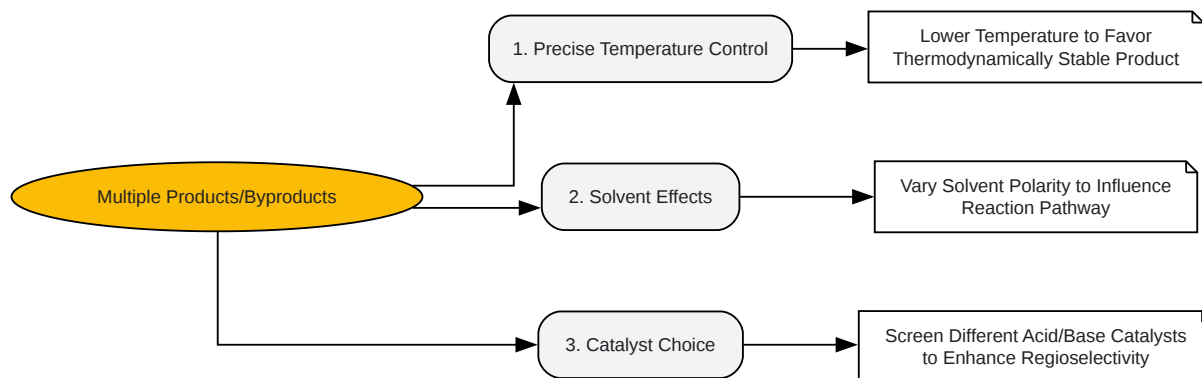 1. Precise Temperature Control
Lower Temperature to Favor
Thermodynamically Stable Product
Multiple Products/Byproducts
2. Solvent Effects
Vary Solvent Polarity to Influence
Reaction Pathway
3. Catalyst Choice
Screen Different Acid/Base Catalysts
to Enhance Regioselectivity